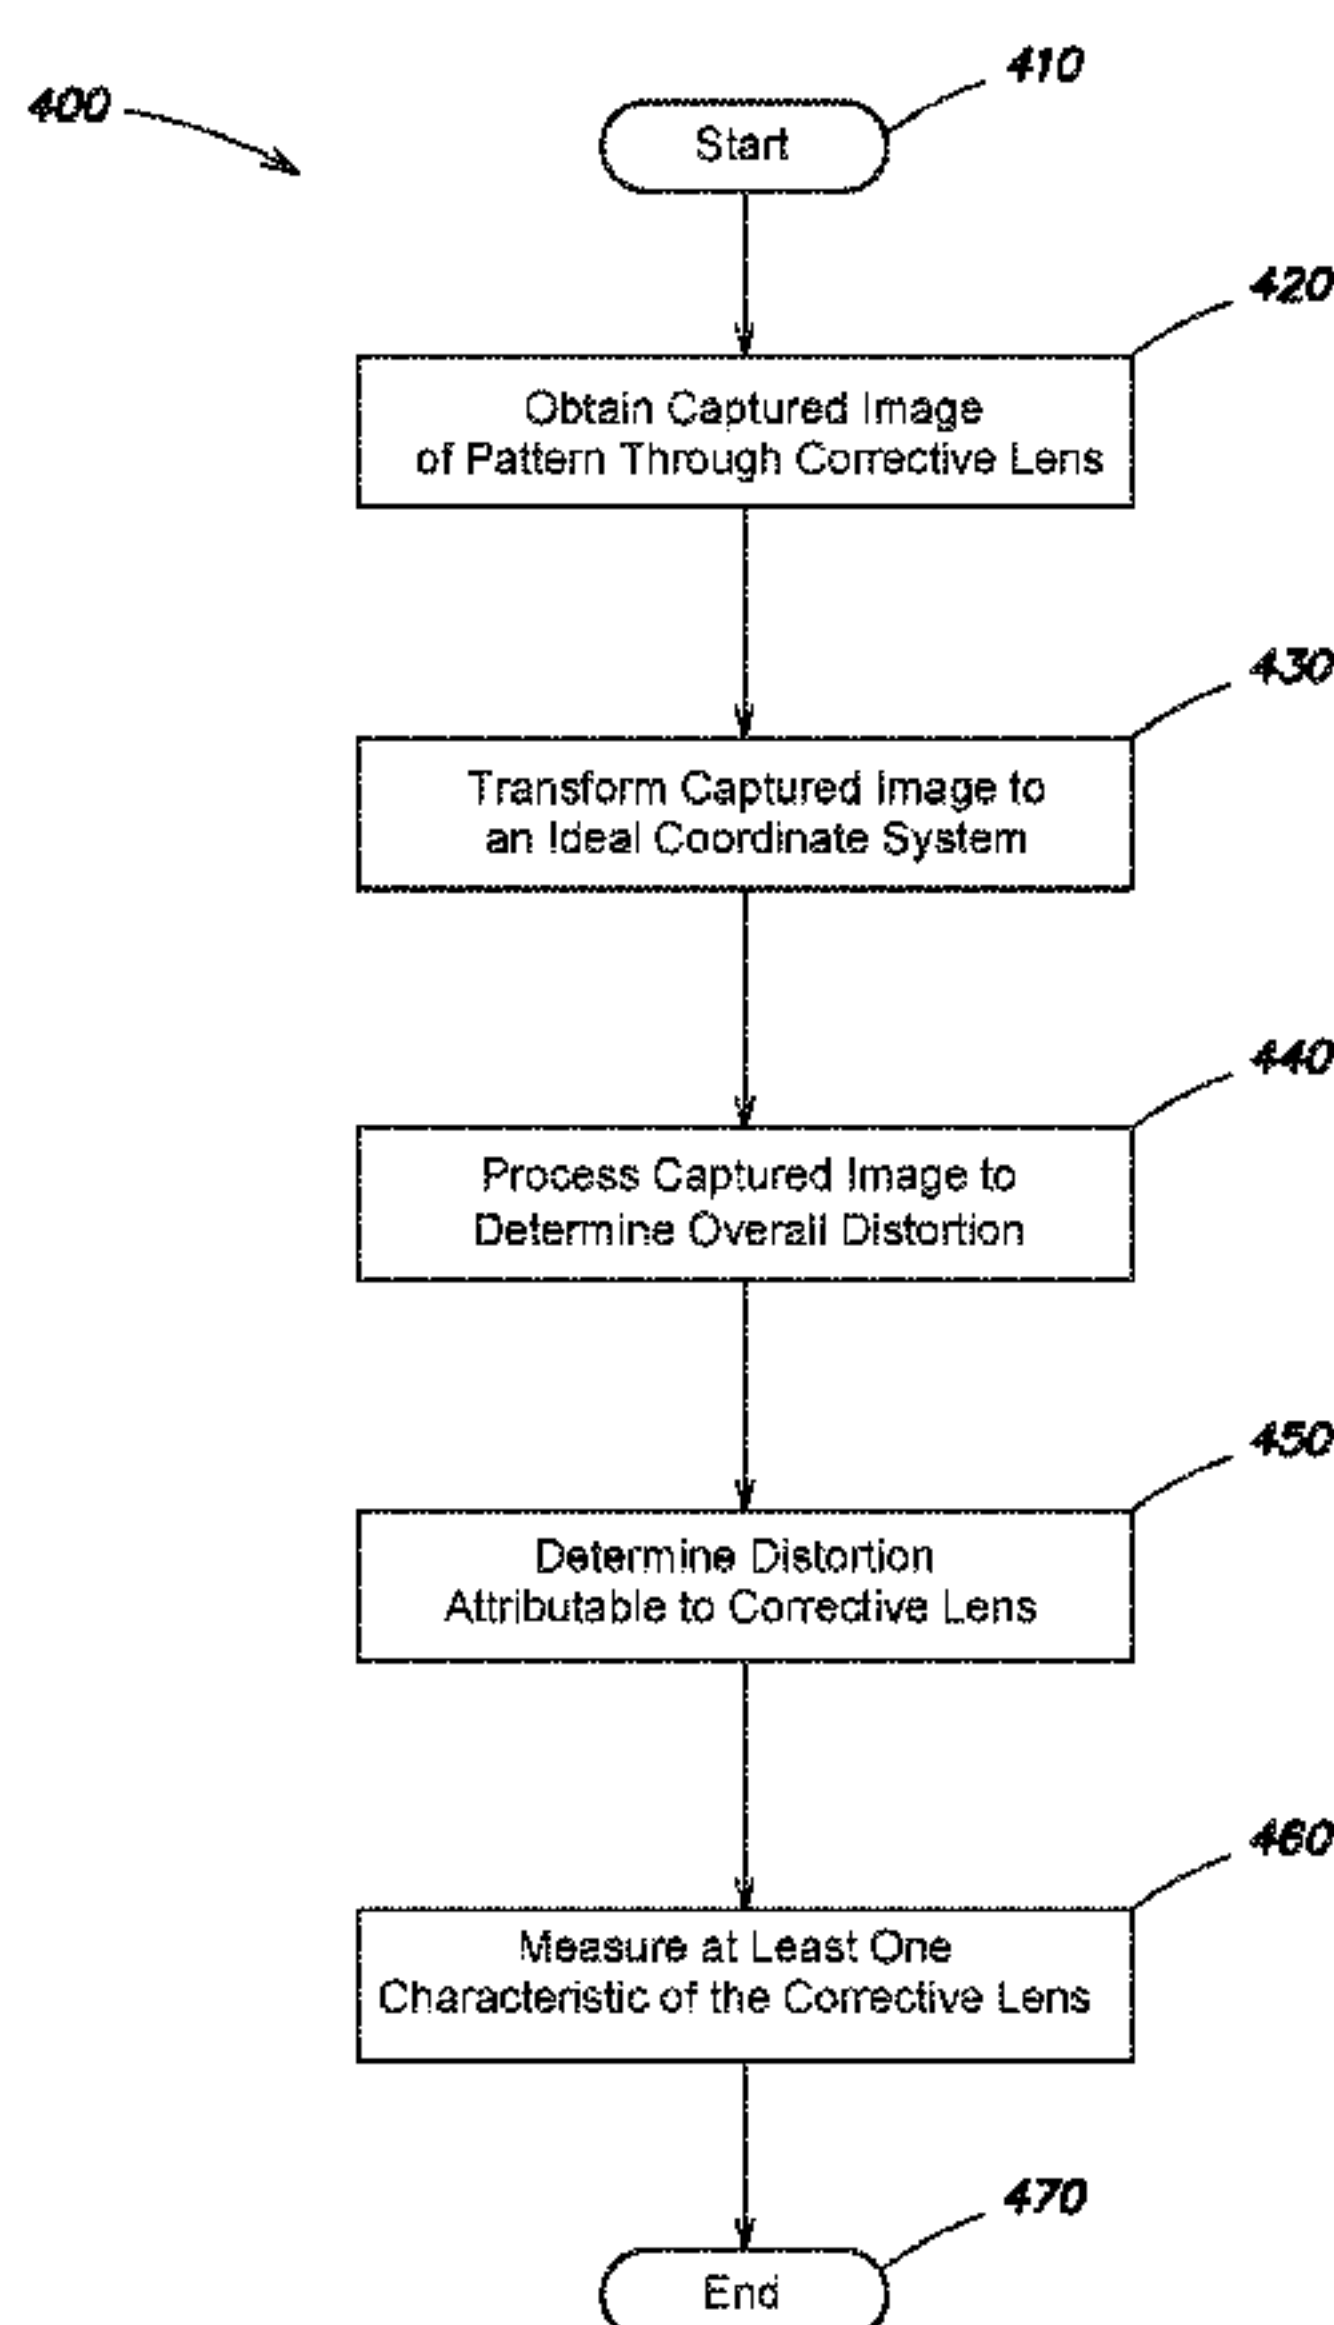 400
410
Start
420
Obtain Captured Image
of Pattern Through Corrective Lens
430
Transform Captured Image to
an Ideal Coordinate System
440
Process Captured Image to
Determine Overall Distortion
450
Determine Distortion
Attributable to Corrective Lens
460
Measure at Least One
Characteristic of the Corrective Lens
470
End